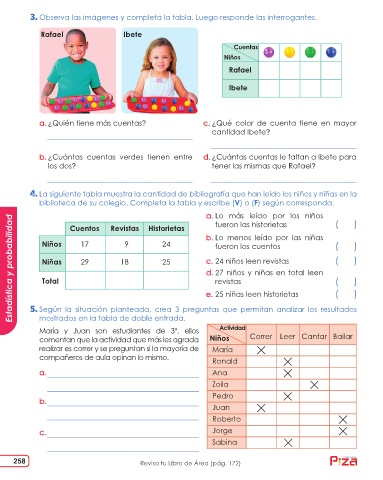 3. Observa las imágenes y completa la tabla. Luego responde las interrogantes.
Rafael
Ibete
Cuentas
Niños
Rafael
Ibete
a. ¿Quién tiene más cuentas?
b. ¿Cuántas cuentas verdes tienen entre
los dos?
c. ¿Qué color de cuenta tiene en mayor
cantidad Ibete?
d. ¿Cuántas cuentas le faltan a Ibete para
tener las mismas que Rafael?
4. La siguiente tabla muestra la cantidad de bibliografía que han leído los niños y niñas en la
biblioteca de su colegio. Completa la tabla y escribe (V) o (F) según corresponda.
Cuentos Revistas Historietas
Niños 17 9 24
Niñas 29 18 25
Total
a. Lo más leído por los niños
fueron las historietas ( )
b. Lo menos leído por las niñas
fueron los cuentos ( )
c. 24 niños leen revistas ( )
d. 27 niños y niñas en total leen
revistas ( )
e. 25 niñas leen historietas ( )
Estadística y probabilidad
5. Según la situación planteada, crea 3 preguntas que permitan analizar los resultados
mostrados en la tabla de doble entrada.
María y Juan son estudiantes de 3°, ellos
comentan que la actividad que más les agrada
realizar es correr y se preguntan si la mayoría de
compañeros de aula opinan lo mismo.
a.
b.
c.
Actividad
Niños Correr Leer Cantar Bailar
María
Ronald
Ana
Zoila
Pedro
Juan
Roberto
Jorge
Sabina
258
Revisa tu Libro de Área (pág. 172)
Piza